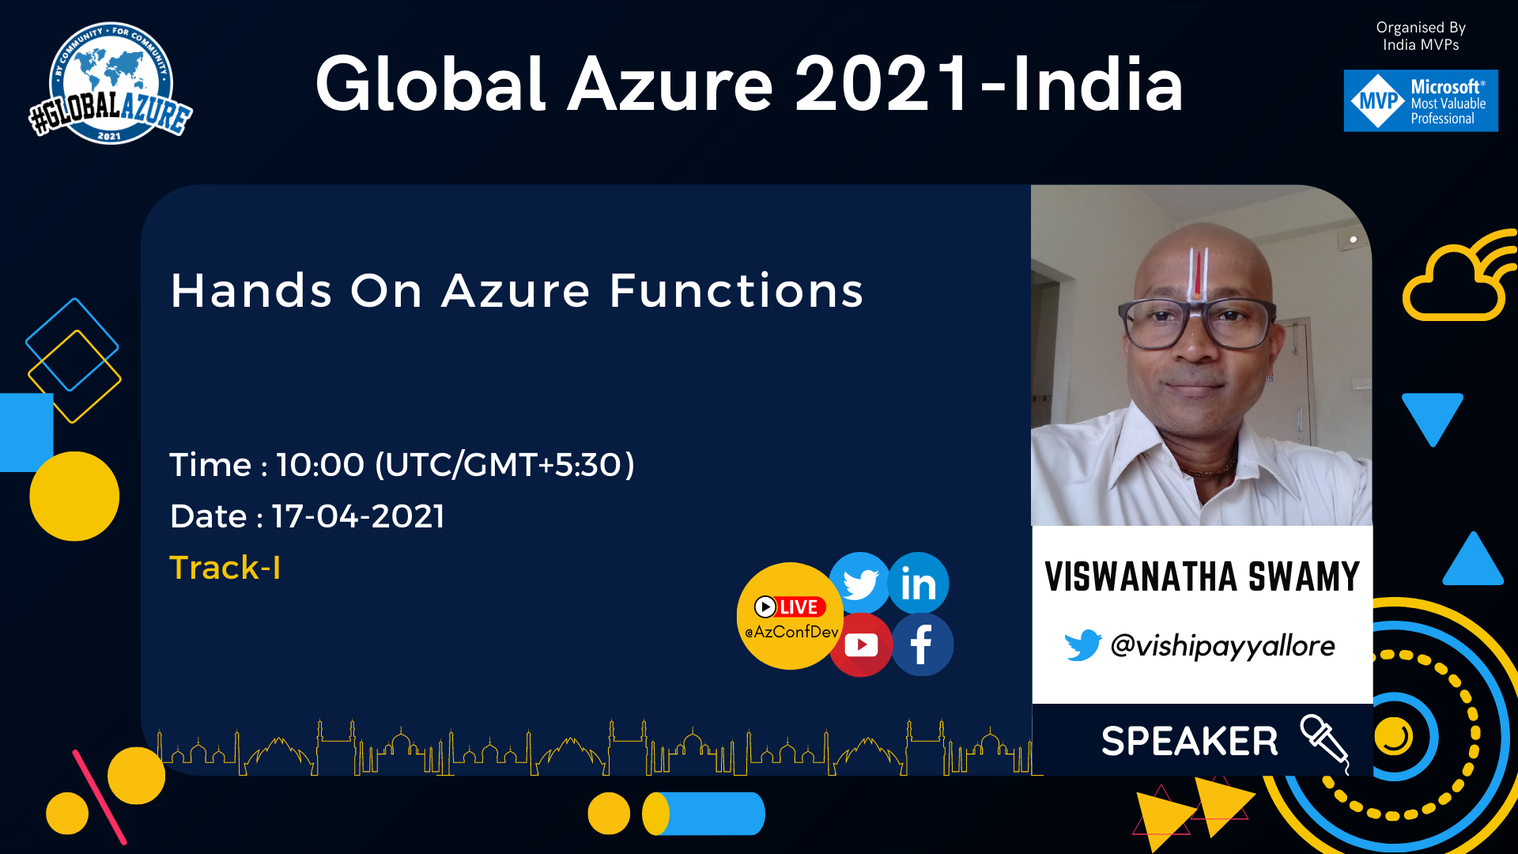 BY COMMUNITY • FOR COMMUNITY
#GLOBALAZURE
2021
Global Azure 2021-India
Organised By
India MVPs
MVP
Microsoft®
Most Valuable
Professional
Hands On Azure Functions
Time : 10:00 (UTC/GMT+5:30)
Date : 17-04-2021
Track-I
LIVE
@AzConfDev
in
f
VISWANATHA SWAMY
@vishipayyallore
SPEAKER